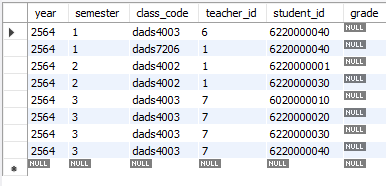 year semester class_code teacher_id student_id grade
2564 1 dads4003 6 6220000040 NULL
2564 1 dads7206 1 6220000040 NULL
2564 2 dads4002 1 6220000001 NULL
2564 2 dads4002 1 6220000030 NULL
2564 3 dads4003 7 6020000010 NULL
2564 3 dads4003 7 6220000020 NULL
2564 3 dads4003 7 6220000030 NULL
2564 3 dads4003 7 6220000040 NULL
NULL NULL NULL NULL NULL NULL